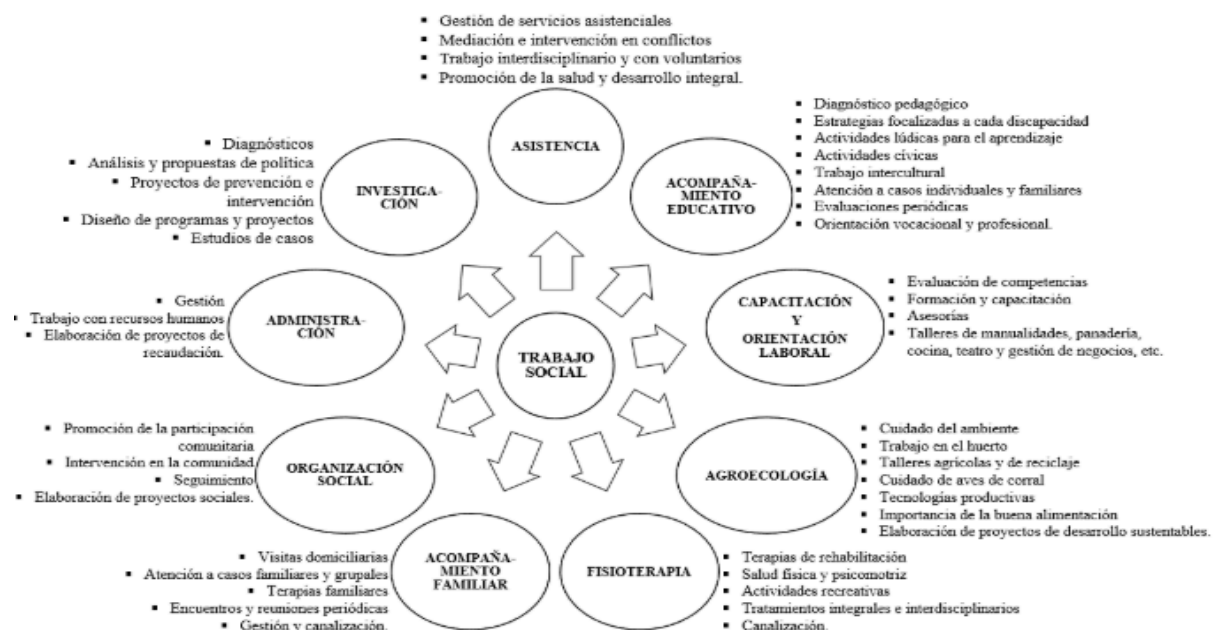 ▪ Gestión de servicios asistenciales
▪ Mediación e intervención en conflictos
▪ Trabajo interdisciplinario y con voluntarios
▪ Promoción de la salud y desarrollo integral.
ASISTENCIA
▪ Diagnóstico pedagógico
▪ Estrategias focalizadas a cada discapacidad
▪ Actividades lúdicas para el aprendizaje
▪ Actividades cívicas
▪ Trabajo intercultural
▪ Atención a casos individuales y familiares
▪ Evaluaciones periódicas
▪ Orientación vocacional y profesional.
ACOMPAÑA-
MIENTO
EDUCATIVO
▪ Evaluación de competencias
▪ Formación y capacitación
▪ Asesorías
▪ Talleres de manualidades, panadería,
cocina, teatro y gestión de negocios, etc.
CAPACITACIÓN
Y
ORIENTACIÓN
LABORAL
▪ Cuidado del ambiente
▪ Trabajo en el huerto
▪ Talleres agrícolas y de reciclaje
▪ Cuidado de aves de corral
▪ Tecnologías productivas
▪ Importancia de la buena alimentación
▪ Elaboración de proyectos de desarrollo sustentables.
AGROECOLOGÍA
▪ Terapias de rehabilitación
▪ Salud física y psicomotriz
▪ Actividades recreativas
▪ Tratamientos integrales e interdisciplinarios
▪ Canalización.
FISIOTERAPIA
▪ Visitas domiciliarias
▪ Atención a casos familiares y grupales
▪ Terapias familiares
▪ Encuentros y reuniones periódicas
▪ Gestión y canalización.
ACOMPAÑA-
MIENTO
FAMILIAR
▪ Promoción de la participación
comunitaria
▪ Intervención en la comunidad
▪ Seguimiento
▪ Elaboración de proyectos sociales.
ORGANIZACIÓN
SOCIAL
▪ Gestión
▪ Trabajo con recursos humanos
▪ Elaboración de proyectos de
recaudación.
ADMINISTRA-
CIÓN
▪ Diagnósticos
▪ Análisis y propuestas de política
▪ Proyectos de prevención e
intervención
▪ Diseño de programas y proyectos
▪ Estudios de casos
INVESTIGA-
CIÓN
TRABAJO
SOCIAL